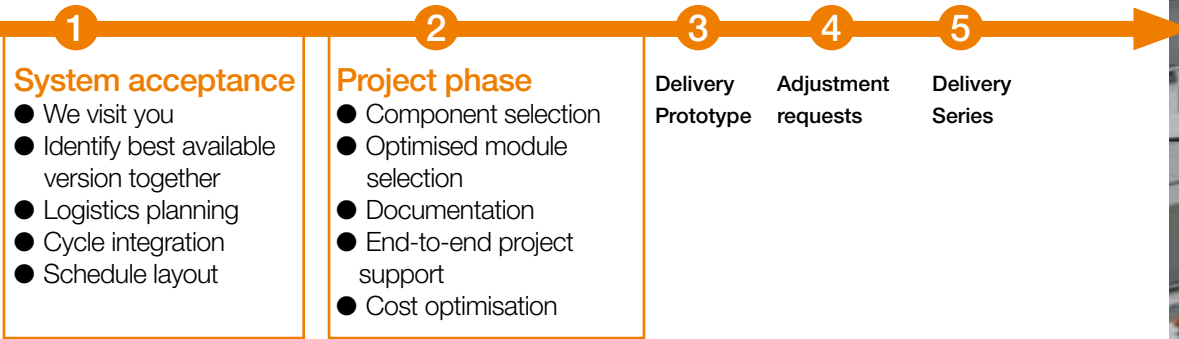 1
2
3
4
5
System acceptance
● We visit you
● Identify best available
version together
● Logistics planning
● Cycle integration
● Schedule layout
Project phase
● Component selection
● Optimised module
selection
● Documentation
● End-to-end project
support
● Cost optimisation
Delivery
Prototype
Adjustment
requests
Delivery
Series